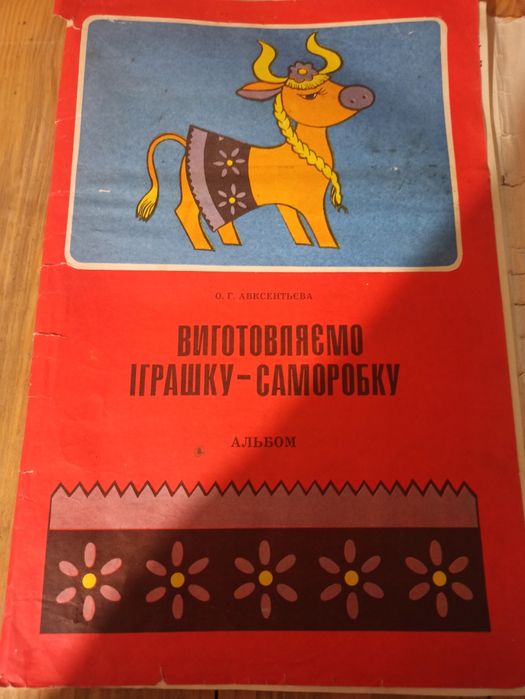 О. Г. АВКСЕНТЬЄВА
ВИГОТОВЛЯЄМО
ІГРАШКУ-САМОРОБКУ
АЛЬБОМ